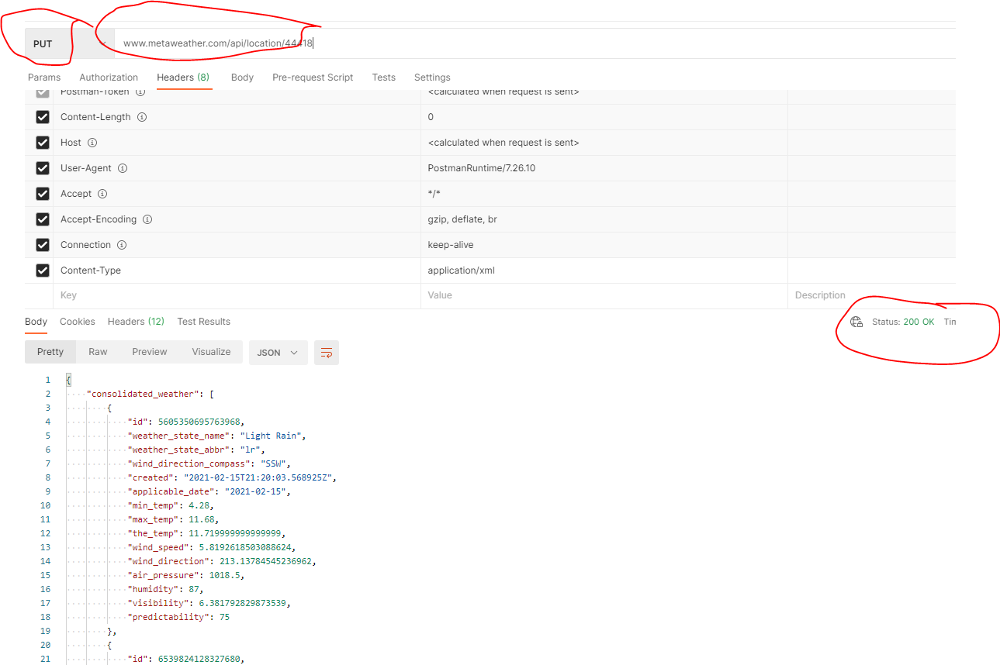 PUT www.metaweather.com/api/location/44418
Params Authorization Headers (8) Body Pre-request Script Tests Settings
Postman-Token <calculated when request is sent>
Content-Length 0
Host <calculated when request is sent>
User-Agent PostmanRuntime/7.26.10
Accept */*
Accept-Encoding gzip, deflate, br
Connection keep-alive
Content-Type application/xml
Key Value Description
Body Cookies Headers (12) Test Results Status: 200 OK Tim
Pretty Raw Preview Visualize JSON
1 {
2 "consolidated_weather": [
3 {
4 "id": 5605350695763968,
5 "weather_state_name": "Light Rain",
6 "weather_state_abbr": "lr",
7 "wind_direction_compass": "SSW",
8 "created": "2021-02-15T21:20:03.568925Z",
9 "applicable_date": "2021-02-15",
10 "min_temp": 4.28,
11 "max_temp": 11.68,
12 "the_temp": 11.719999999999999,
13 "wind_speed": 5.8192618503088624,
14 "wind_direction": 213.13784545236962,
15 "air_pressure": 1018.5,
16 "humidity": 87,
17 "visibility": 6.381792829873539,
18 "predictability": 75
19 },
20 {
21 "id": 6539824128327680,